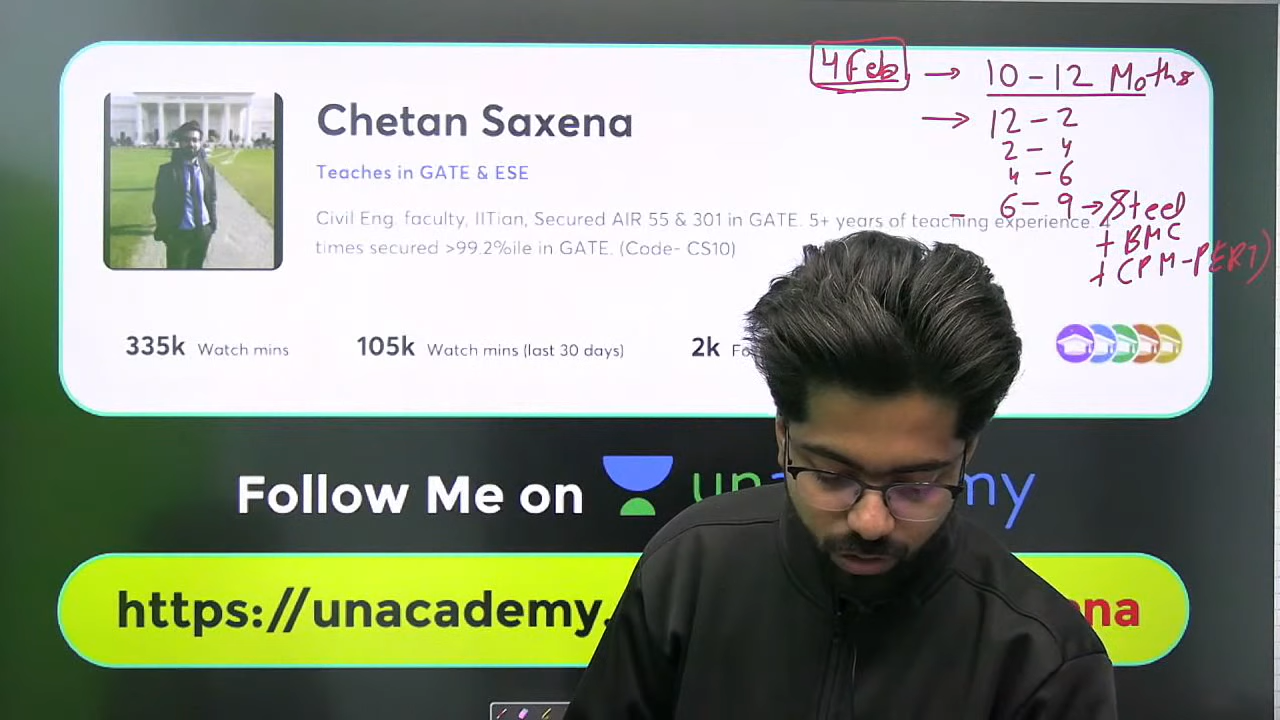 4 Feb → 10 - 12 Moths
→ 12 - 2
2 - 4
4 - 6
- 6 - 9 → Steel
+ BMC
+ CPM-PERT)
Chetan Saxena
Teaches in GATE & ESE
Civil Eng. faculty, IITian, Secured AIR 55 & 301 in GATE. 5+ years of teaching experience. 4
times secured >99.2%ile in GATE. (Code- CS10)
335k Watch mins 105k Watch mins (last 30 days) 2k Fo
Follow Me on una my
https://unacademy. na